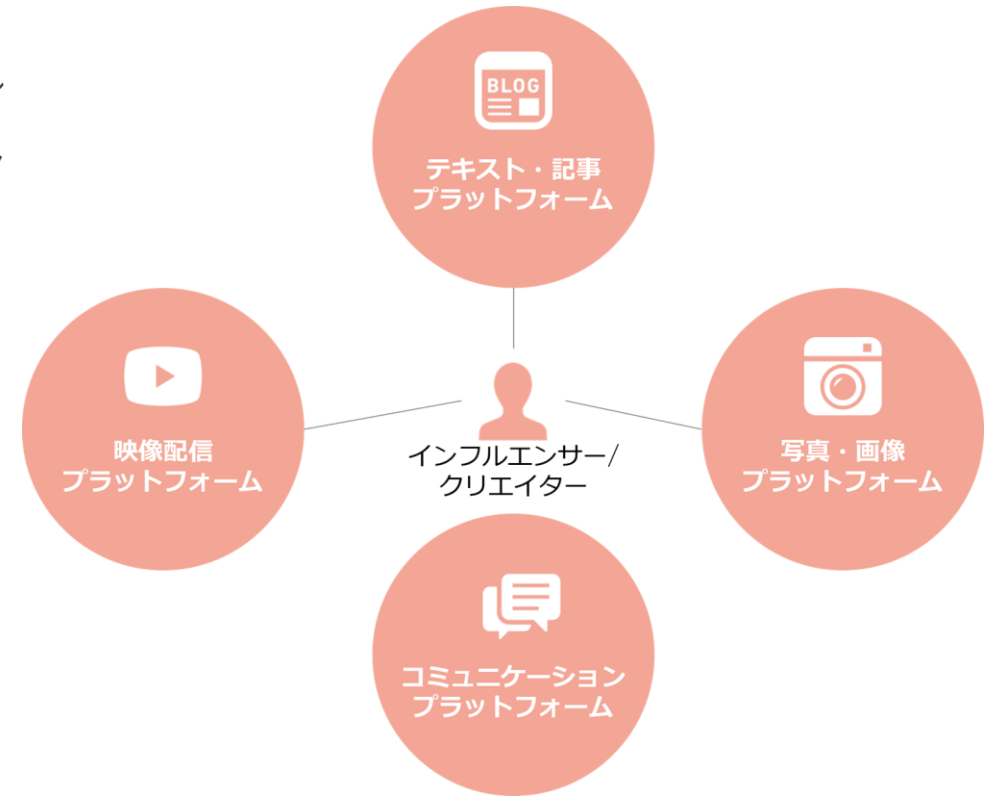 BLOG
テキスト・記事
プラットフォーム
映像配信
プラットフォーム
インフルエンサー/
クリエイター
写真・画像
プラットフォーム
コミュニケーション
プラットフォーム